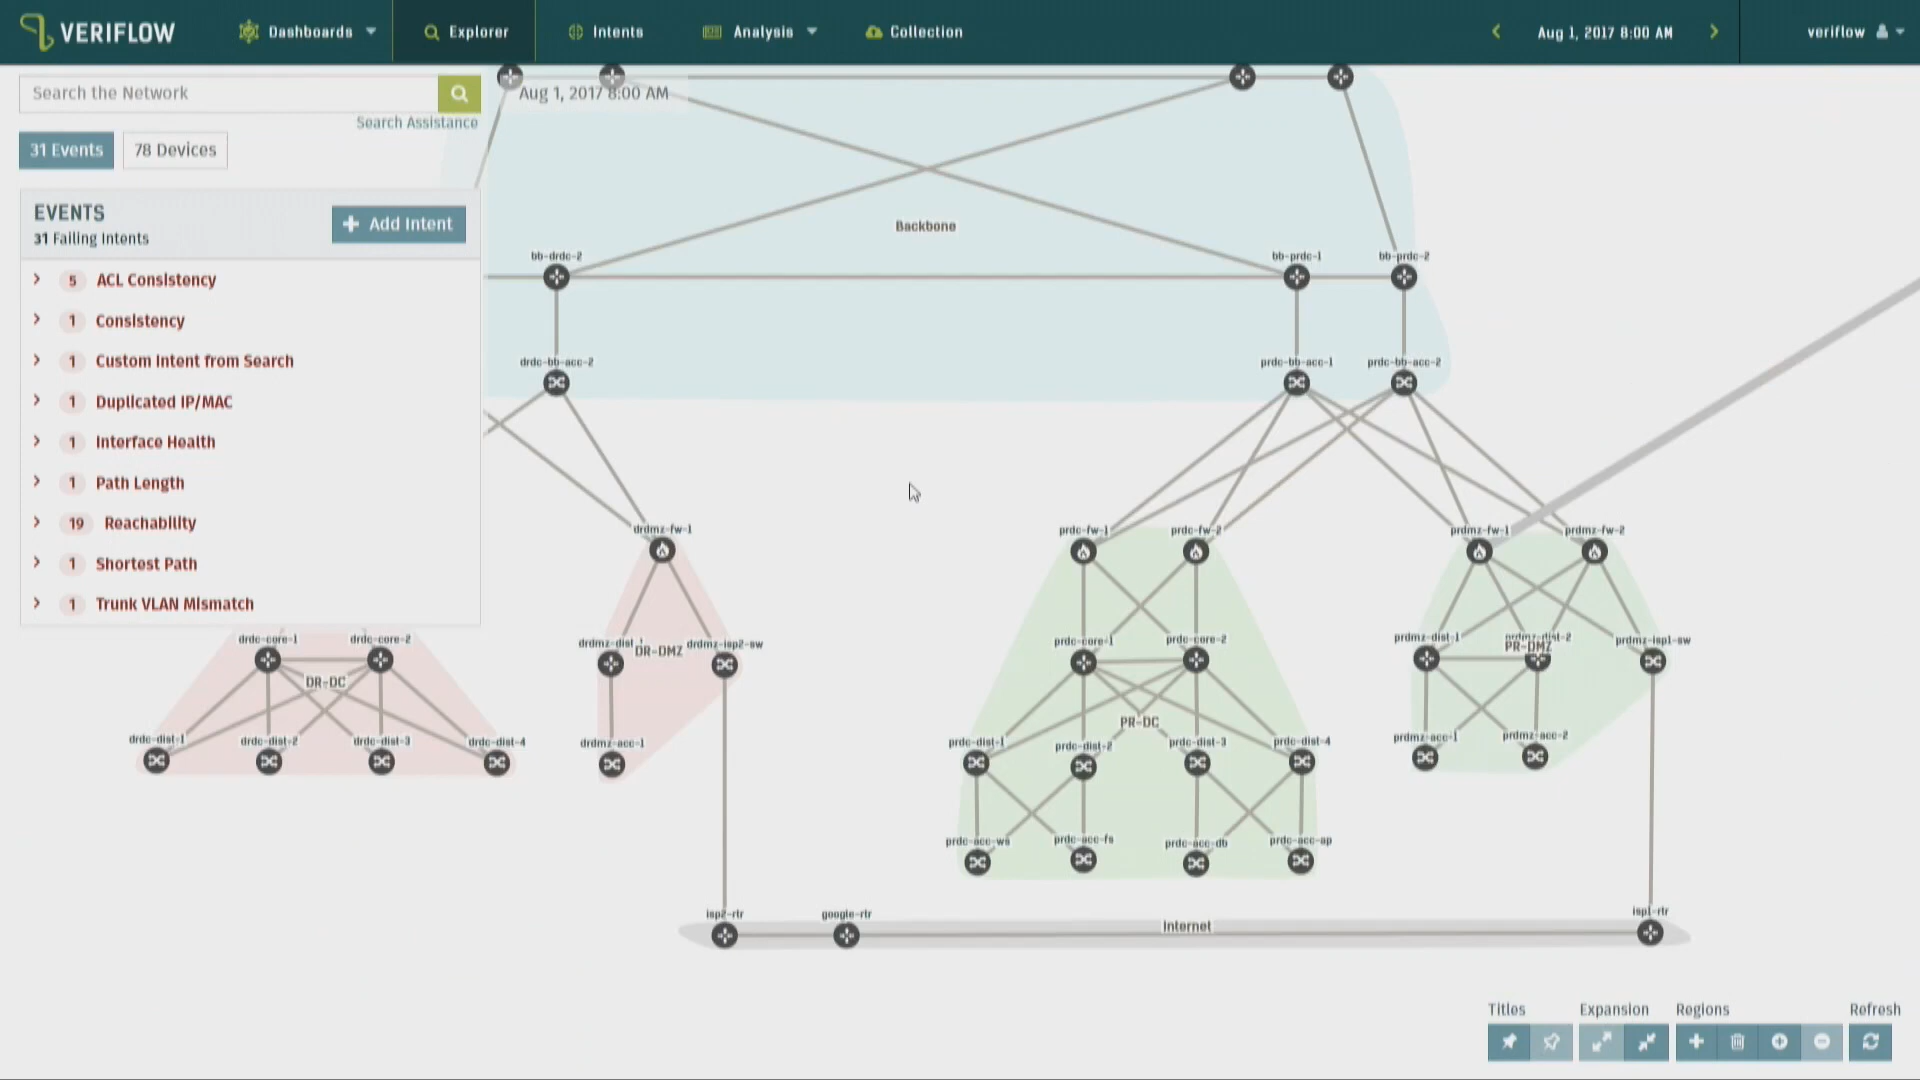 VERIFLOW
Dashboards
Explorer
Intents
Analysis
Collection
Aug 1, 2017 8:00 AM
veriflow
Search the Network
Aug 1, 2017 8:00 AM
Search Assistance
31 Events
78 Devices
EVENTS
31 Failing Intents
Add Intent
5 ACL Consistency
1 Consistency
1 Custom Intent from Search
1 Duplicated IP/MAC
1 Interface Health
1 Path Length
19 Reachability
1 Shortest Path
1 Trunk VLAN Mismatch
Backbone
bb-drdc-2
bb-prdc-1
bb-prdc-2
drdc-bb-acc-2
prdc-bb-acc-1
prdc-bb-acc-2
drdmz-fw-1
prdc-fw-1
prdc-fw-2
prdmz-fw-1
prdmz-fw-2
drdc-core-1
drdc-core-2
drdmz-dist
DR-DMZ
drdmz-isp2-sw
prdc-core-1
prdc-core-2
prdmz-dist-1
prdmz-dist-2
PR-DMZ
prdmz-isp1-sw
DR-DC
PR-DC
drdc-dist-1
drdc-dist-2
drdc-dist-3
drdc-dist-4
drdmz-acc-1
prdc-dist-1
prdc-dist-2
prdc-dist-3
prdc-dist-4
prdmz-acc-1
prdmz-acc-2
prdc-acc-ws
prdc-acc-fs
prdc-acc-db
prdc-acc-ap
isp2-rtr
google-rtr
Internet
isp1-rtr
Titles
Expansion
Regions
Refresh